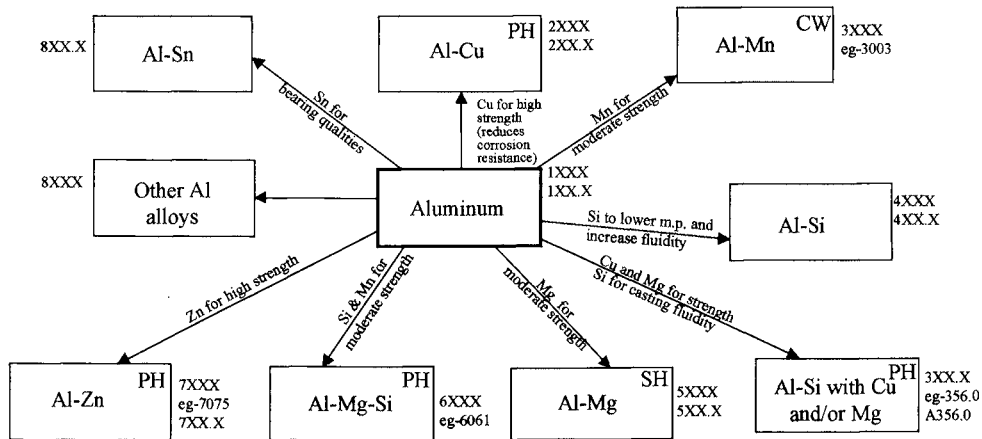 8XX.X
Al-Sn
PH
Al-Cu
2XXX
2XX.X
CW
Al-Mn
3XXX
eg-3003
Sn for
bearing qualities
Cu for high
strength
(reduces
corrosion
resistance)
Mn for
moderate strength
8XXX
Other Al
alloys
Aluminum
1XXX
1XX.X
Si to lower m.p. and
increase fluidity
Al-Si
4XXX
4XX.X
Zn for high strength
Si & Mn for
moderate strength
Mg for
moderate strength
Cu and Mg for strength
Si for casting fluidity
PH
Al-Zn
7XXX
eg-7075
7XX.X
PH
Al-Mg-Si
6XXX
eg-6061
SH
Al-Mg
5XXX
5XX.X
PH
Al-Si with Cu
and/or Mg
3XX.X
eg-356.0
A356.0